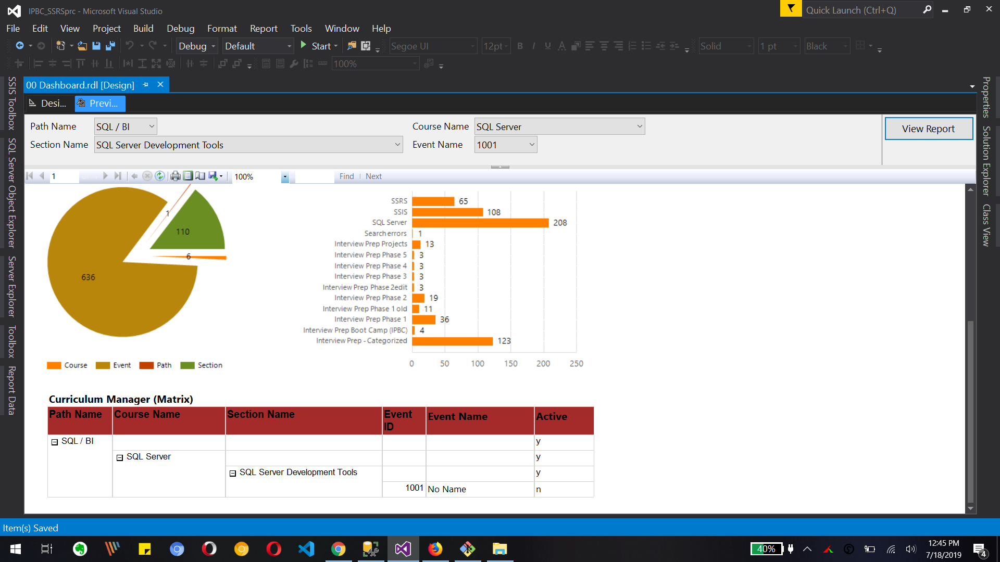 IPBC_SSRSprc - Microsoft Visual Studio
Quick Launch (Ctrl+Q)
File Edit View Project Build Debug Format Report Tools Window Help
Debug Default Start Segoe UI 12pt B I U A Solid 1 pt Black
100%
00 Dashboard.rdl [Design]
Desi... Previ...
Path Name SQL / BI Course Name SQL Server View Report
Section Name SQL Server Development Tools Event Name 1001
1 100% Find | Next
SSIS Toolbox
SQL Server Object Explorer
Server Explorer
Toolbox
Report Data
Properties
Solution Explorer
Class View
1
110
6
636
Course Event Path Section
SSRS 65
SSIS 108
SQL Server 208
Search errors 1
Interview Prep Projects 13
Interview Prep Phase 5 3
Interview Prep Phase 4 3
Interview Prep Phase 3 3
Interview Prep Phase 2edit 3
Interview Prep Phase 2 19
Interview Prep Phase 1 old 11
Interview Prep Phase 1 36
Interview Prep Boot Camp (IPBC) 4
Interview Prep - Categorized 123
0 50 100 150 200 250
Curriculum Manager (Matrix)
Path Name Course Name Section Name Event ID Event Name Active
SQL / BI y
SQL Server y
SQL Server Development Tools y
1001 No Name n
Item(s) Saved
40%
12:45 PM
7/18/2019
4